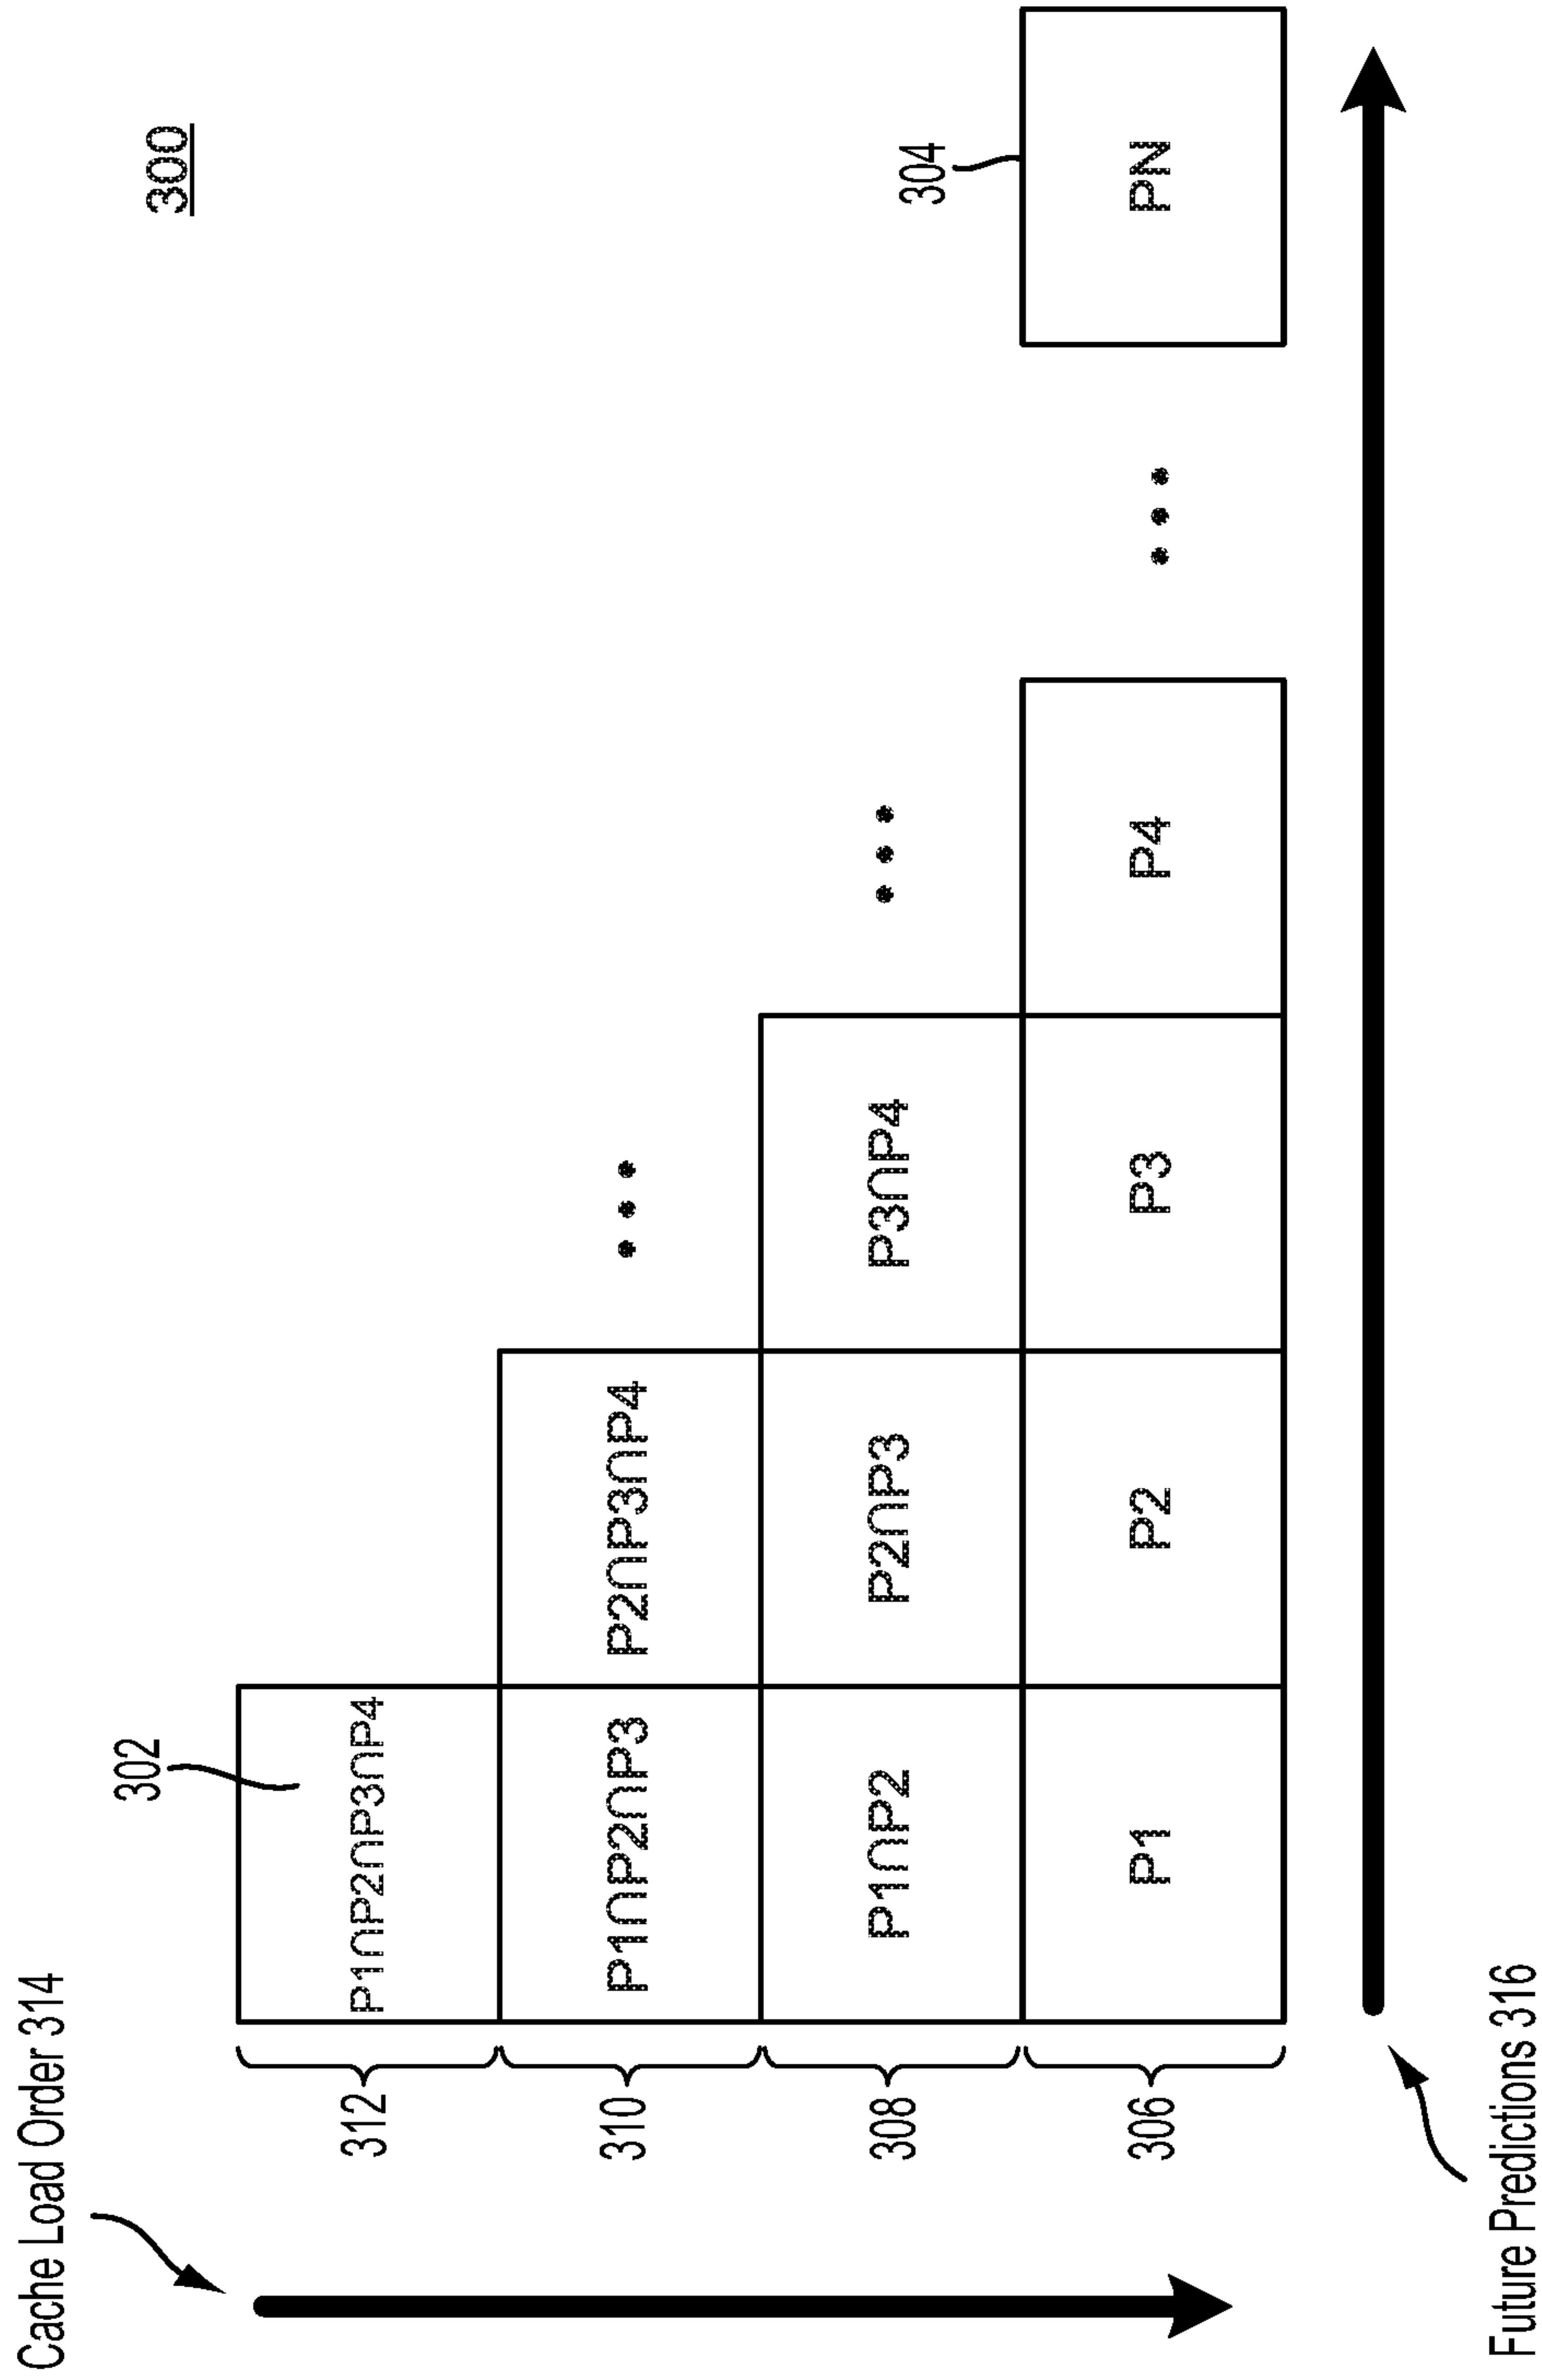 Cache Load Order 314
300
302
312
P1∩P2∩P3∩P4
310
P1∩P2∩P3
P2∩P3∩P4
308
P1∩P2
P2∩P3
P3∩P4
304
306
P1
P2
P3
P4
PN
Future Predictions 316